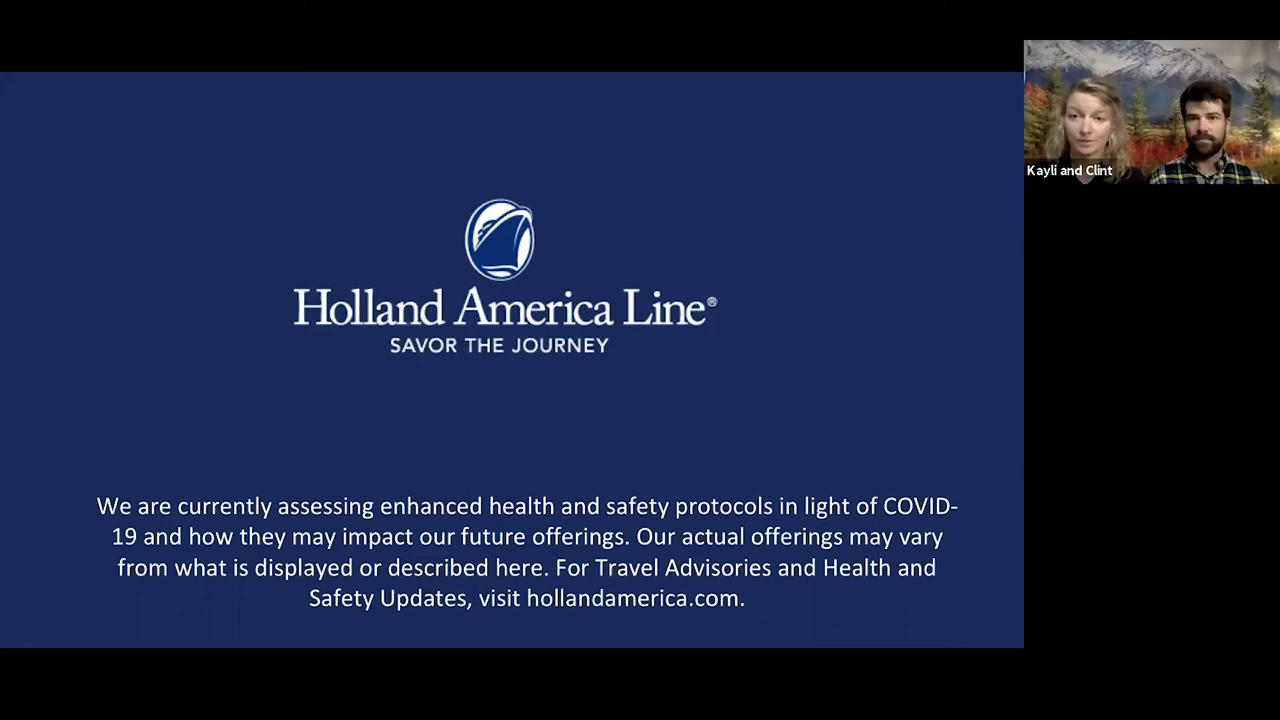 Holland America Line®
SAVOR THE JOURNEY
We are currently assessing enhanced health and safety protocols in light of COVID-
19 and how they may impact our future offerings. Our actual offerings may vary
from what is displayed or described here. For Travel Advisories and Health and
Safety Updates, visit hollandamerica.com.
Kayli and Clint